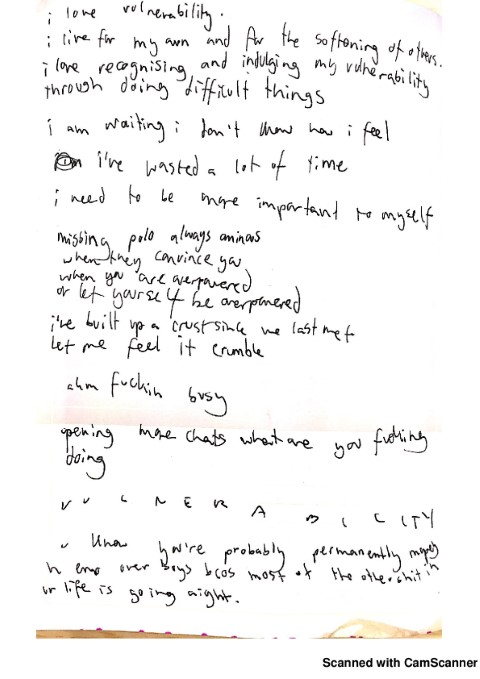 i love vulnerability.
i live for my own and for the softening of others.
i love recognising and indulging my vulnerability
through doing difficult things
i am waiting i don't know how i feel
i've wasted a lot of time
i need to be more important to myself
missing polo always
when they convince you
when you are overpowered
or let yourself be overpowered
i've built up a crust since we last met
let me feel it crumble
ahm fuckin busy
opening more chats what are you fucking
doing
V U L N E R A B I L ITY
u know you're probably permanently mopey
n emo over boys bcos most of the other shit in
ur life is going aight.
Scanned with CamScanner